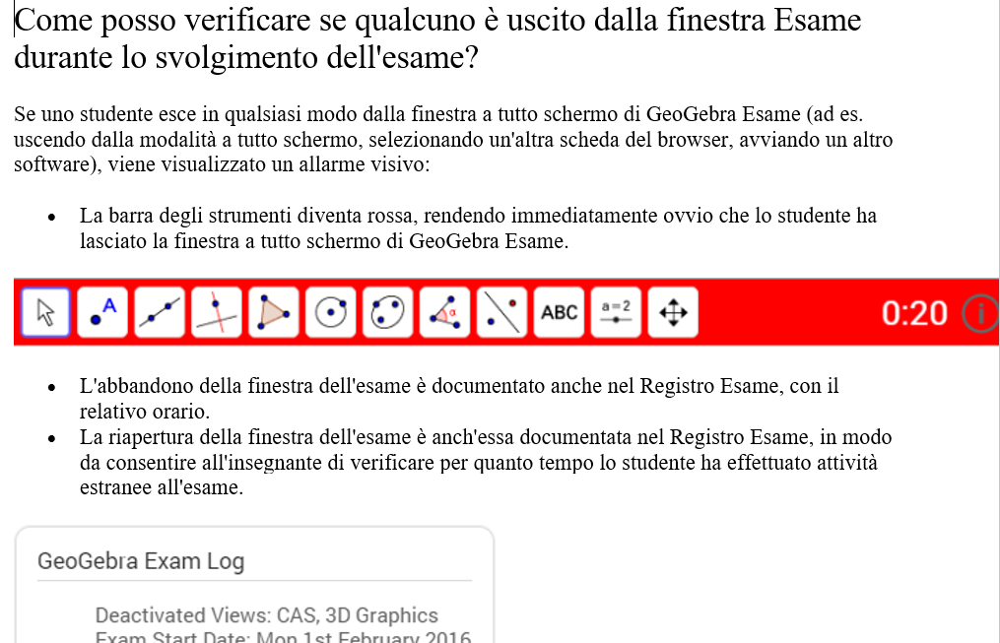 Come posso verificare se qualcuno è uscito dalla finestra Esame
durante lo svolgimento dell'esame?
Se uno studente esce in qualsiasi modo dalla finestra a tutto schermo di GeoGebra Esame (ad es.
uscendo dalla modalità a tutto schermo, selezionando un'altra scheda del browser, avviando un altro
software), viene visualizzato un allarme visivo:
• La barra degli strumenti diventa rossa, rendendo immediatamente ovvio che lo studente ha
lasciato la finestra a tutto schermo di GeoGebra Esame.
A α ABC a=2 0:20 i
• L'abbandono della finestra dell'esame è documentato anche nel Registro Esame, con il
relativo orario.
• La riapertura della finestra dell'esame è anch'essa documentata nel Registro Esame, in modo
da consentire all'insegnante di verificare per quanto tempo lo studente ha effettuato attività
estranee all'esame.
GeoGebra Exam Log
Deactivated Views: CAS, 3D Graphics
Exam Start Date: Mon 1st February 2016